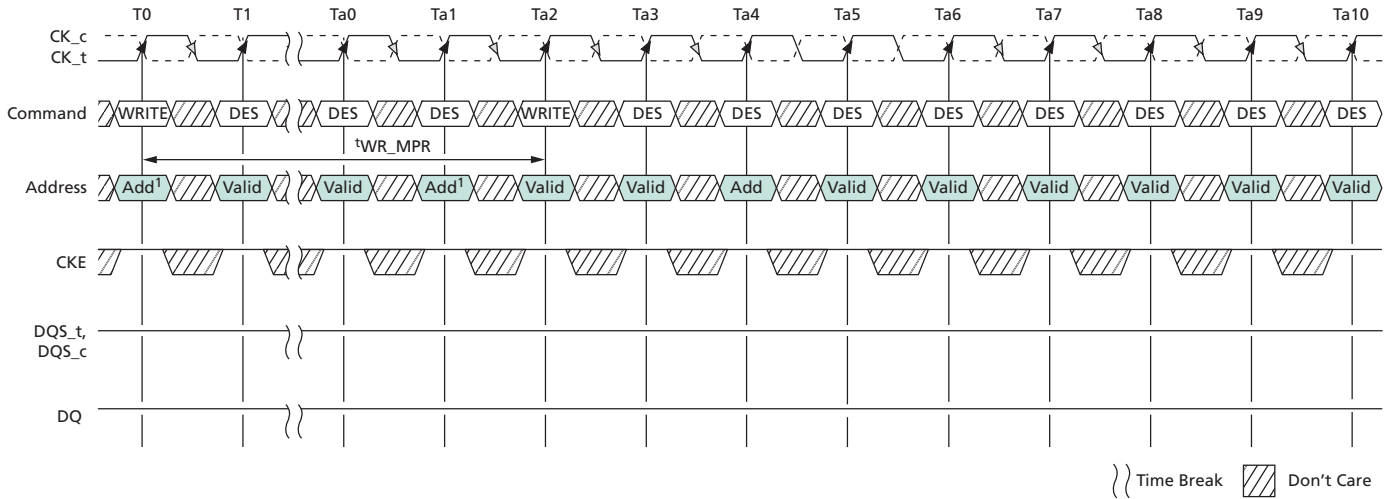 T0 T1 Ta0 Ta1 Ta2 Ta3 Ta4 Ta5 Ta6 Ta7 Ta8 Ta9 Ta10
CK_c
CK_t
Command WRITE DES DES DES WRITE DES DES DES DES DES DES DES DES
tWR_MPR
Address Add1 Valid Valid Add1 Valid Valid Add Valid Valid Valid Valid Valid Valid
CKE
DQS_t,
DQS_c
DQ
Time Break Don't Care